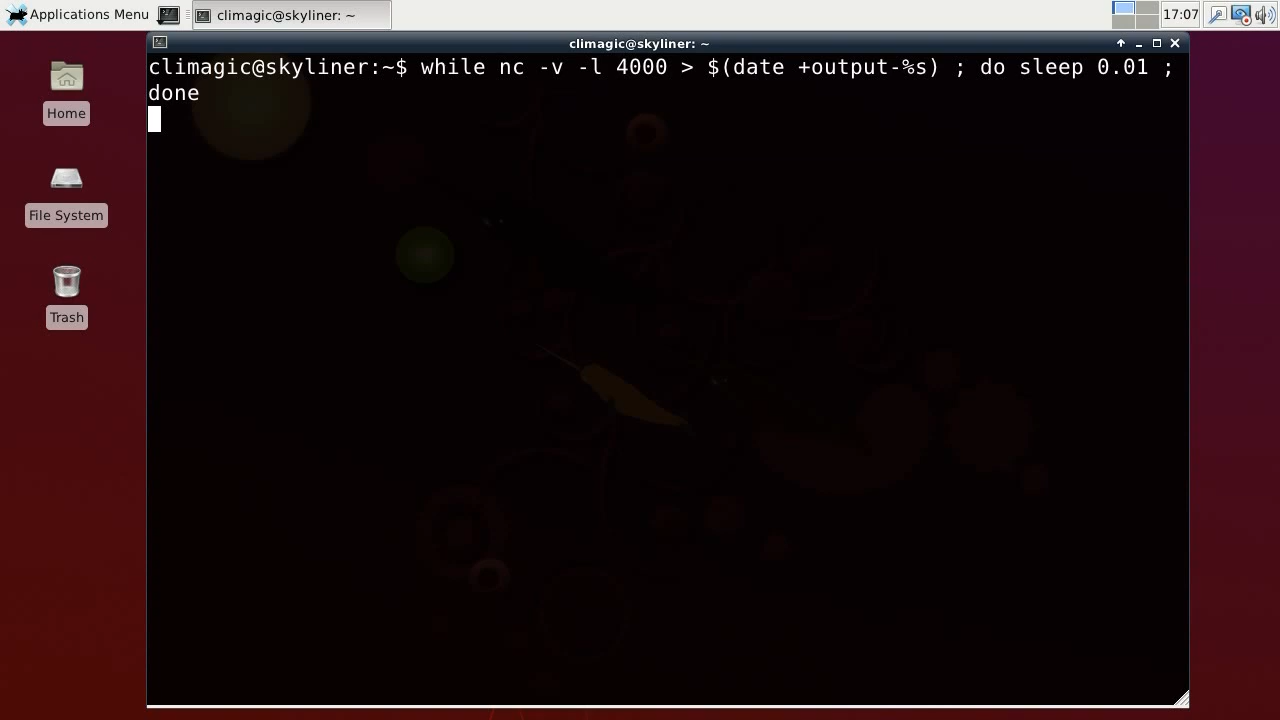 Applications Menu
climagic@skyliner: ~
17:07
climagic@skyliner: ~
Home
File System
Trash
climagic@skyliner:~$ while nc -v -l 4000 > $(date +output-%s) ; do sleep 0.01 ;
done